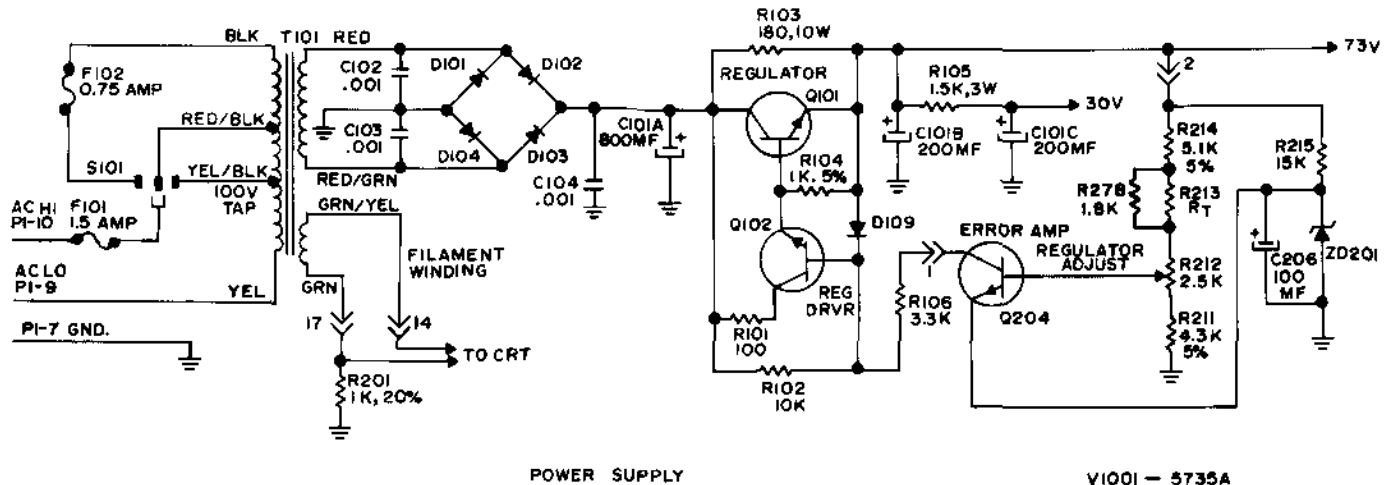 BLK T101 RED
F102
0.75 AMP
C102
.001
D101
D102
R103
180,10W
REGULATOR
Q101
73V
2
R105
1.5K,3W
30V
RED/BLK
C103
.001
D104
D103
C101A
800MF
+
R104
1K, 5%
+
C101B
200MF
+
C101C
200MF
R214
5.1K
5%
R215
15K
S101
YEL/BLK
100V
TAP
RED/GRN
C104
.001
R278
1.8K
R213
RT
AC HI
P1-10
F101
1.5 AMP
GRN/YEL
Q102
D109
ERROR AMP
REGULATOR
ADJUST
+
C206
100
MF
ZD201
FILAMENT
WINDING
1
R212
2.5K
AC LO
P1-9
YEL
GRN
REG
DRVR
R106
3.3K
Q204
R211
4.3K
5%
P1-7 GND.
17
14
R101
100
TO CRT
R201
1K, 20%
R102
10K
POWER SUPPLY
V1001 — 5735A